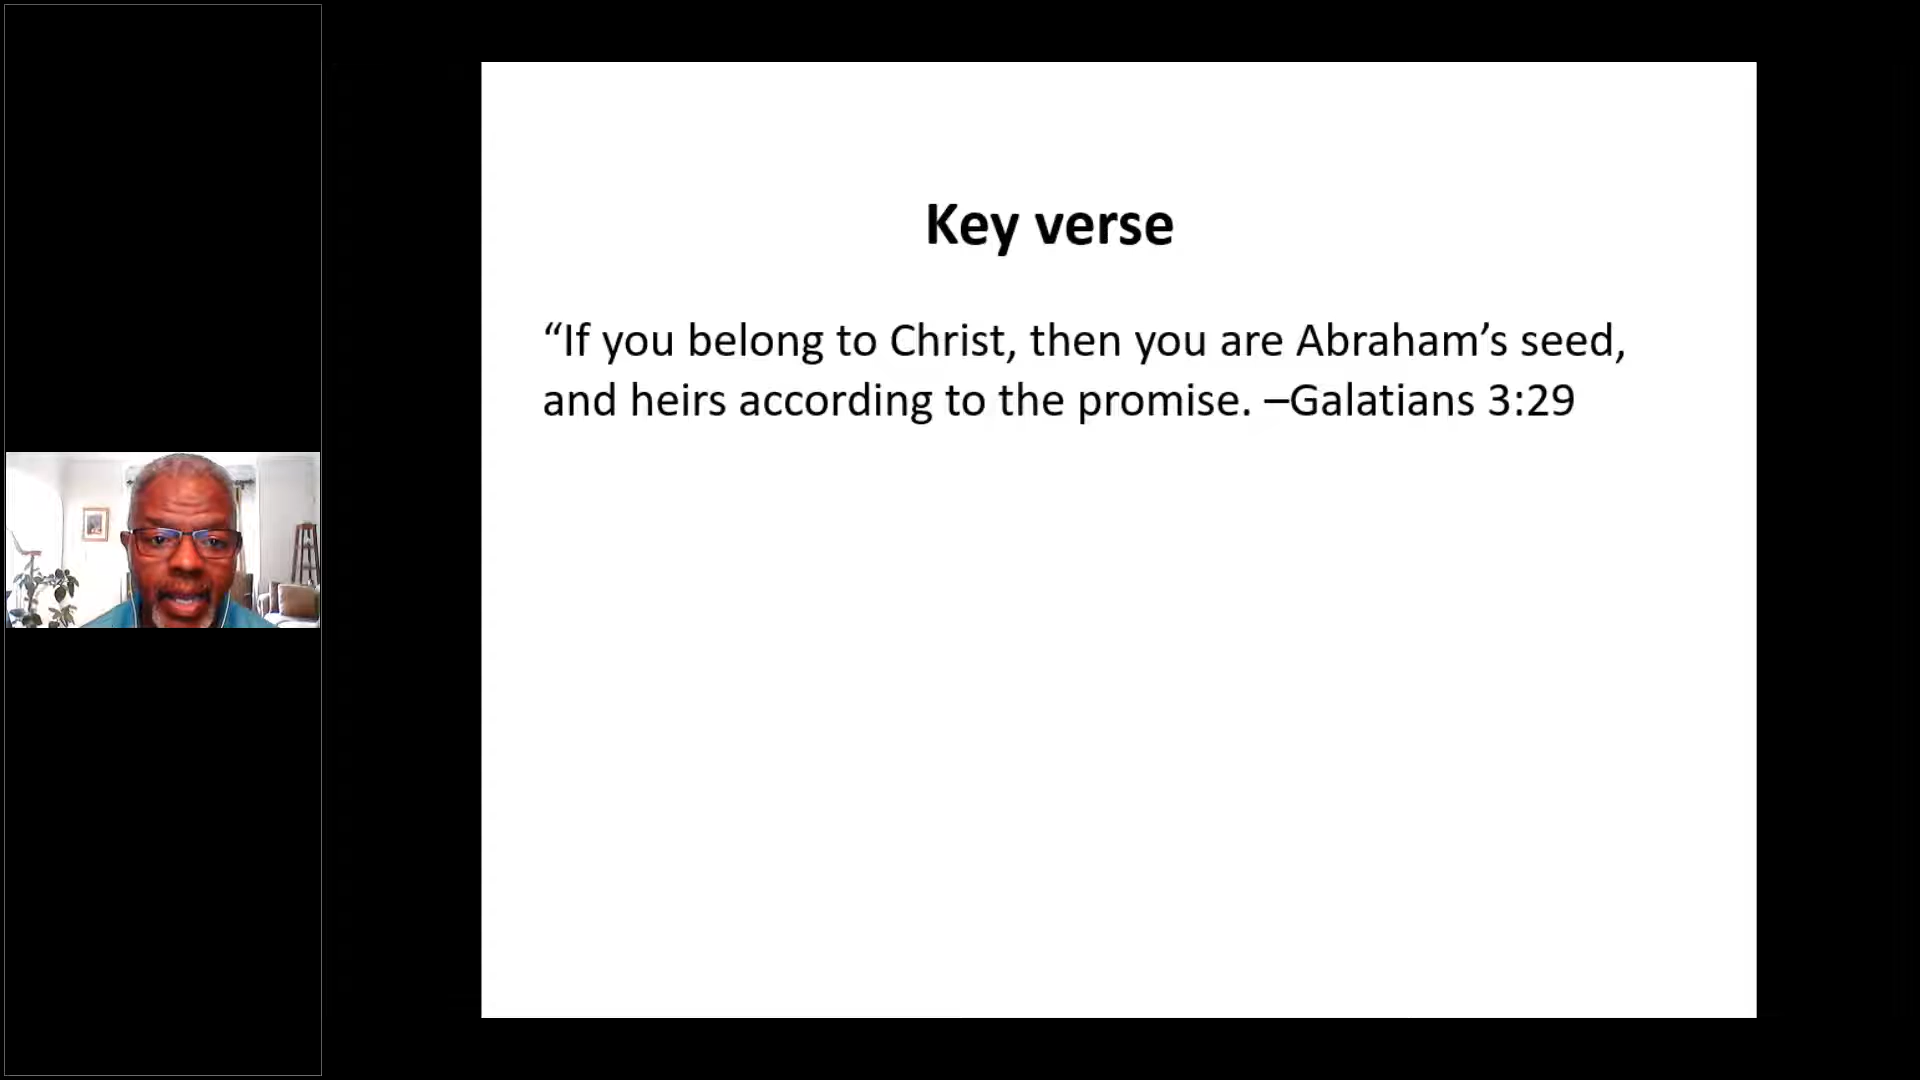 Key verse
“If you belong to Christ, then you are Abraham’s seed,
and heirs according to the promise. –Galatians 3:29